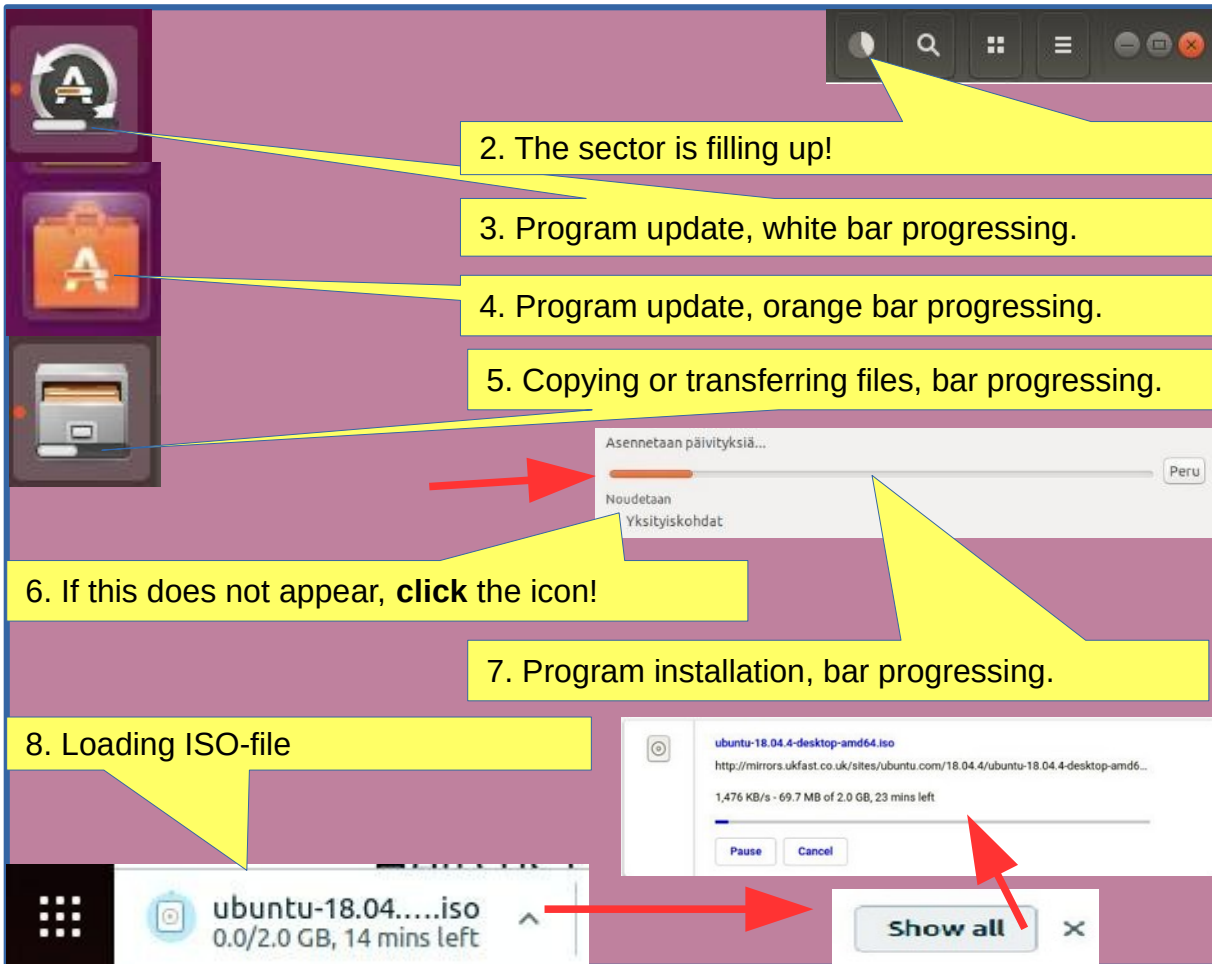 2. The sector is filling up!
3. Program update, white bar progressing.
4. Program update, orange bar progressing.
5. Copying or transferring files, bar progressing.
Asennetaan päivityksiä...
Peru
Noudetaan
Yksityiskohdat
6. If this does not appear, click the icon!
7. Program installation, bar progressing.
8. Loading ISO-file
ubuntu-18.04.4-desktop-amd64.iso
http://mirrors.ukfast.co.uk/sites/ubuntu.com/18.04.4/ubuntu-18.04.4-desktop-amd6...
1,476 KB/s - 69.7 MB of 2.0 GB, 23 mins left
Pause Cancel
ubuntu-18.04.....iso
0.0/2.0 GB, 14 mins left
Show all